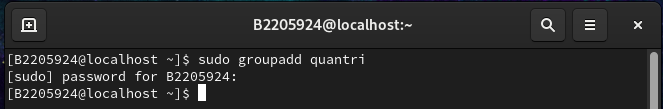 B2205924@localhost:~
[B2205924@localhost ~]$ sudo groupadd quantri
[sudo] password for B2205924:
[B2205924@localhost ~]$